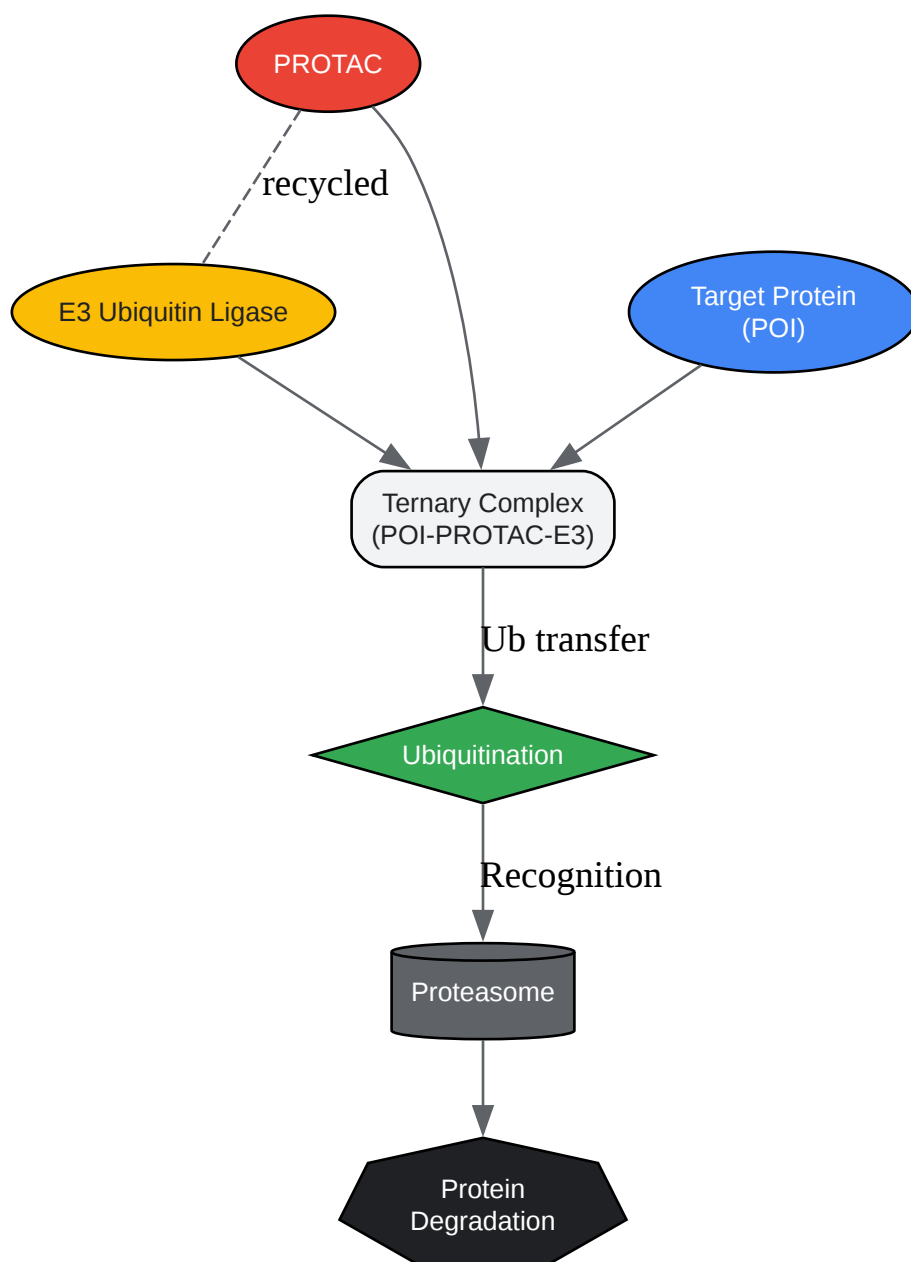 PROTAC
recycled
E3 Ubiquitin Ligase
Target Protein
(POI)
Ternary Complex
(POI-PROTAC-E3)
Ub transfer
Ubiquitination
Recognition
Proteasome
Protein
Degradation